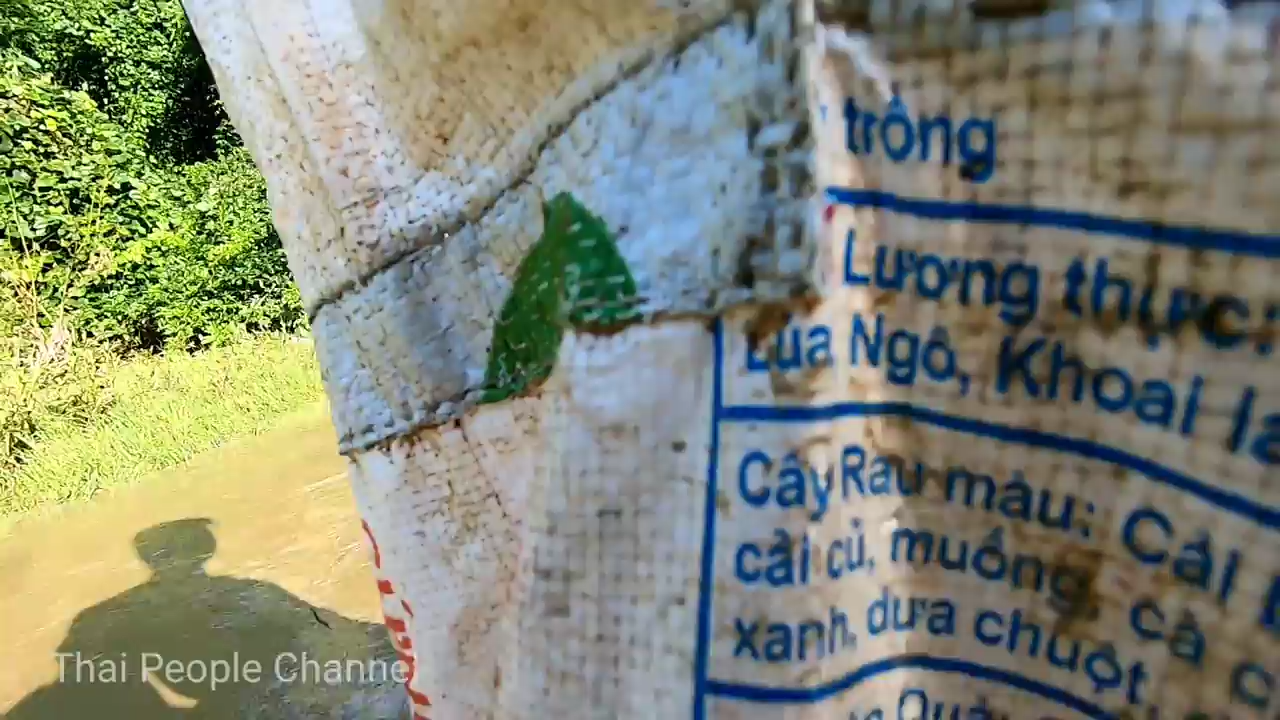 trồng
Lương thực:
Lúa Ngô, Khoai la
Cây Rau màu: Cải
cải củ, muống, cà
xanh, dưa chuột
Thai People Channe